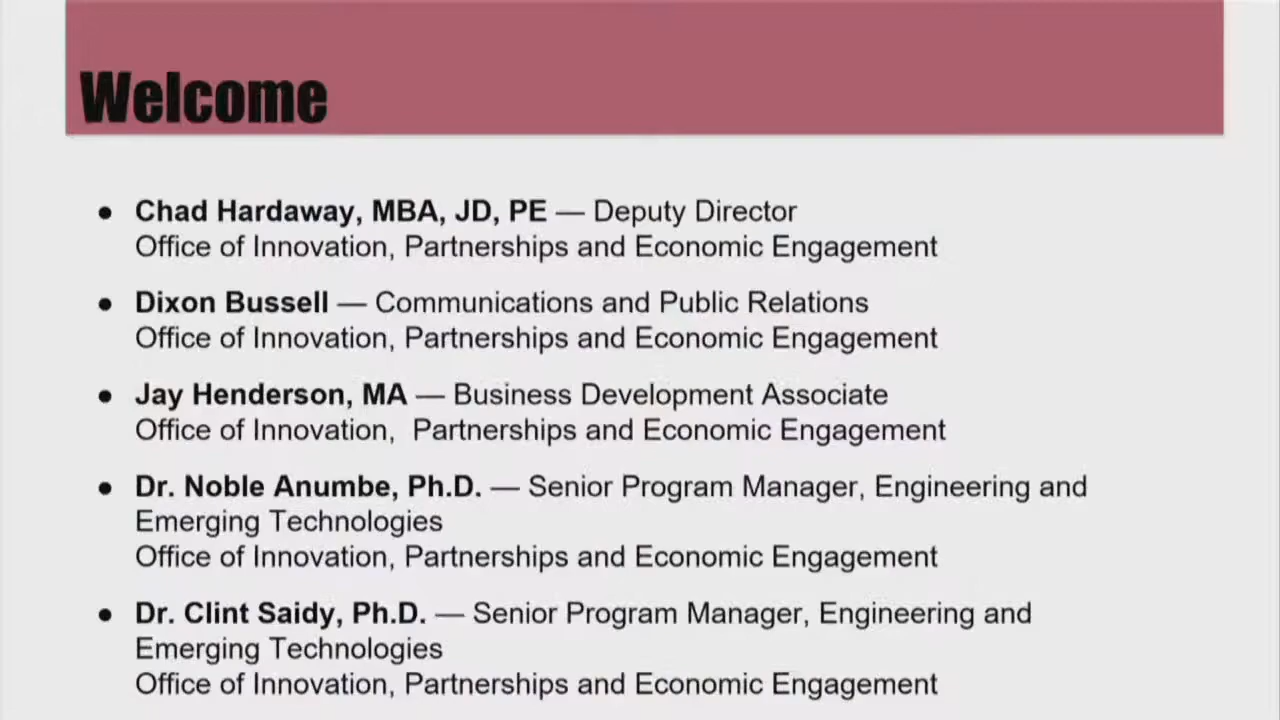 Welcome
● Chad Hardaway, MBA, JD, PE — Deputy Director
Office of Innovation, Partnerships and Economic Engagement
● Dixon Bussell — Communications and Public Relations
Office of Innovation, Partnerships and Economic Engagement
● Jay Henderson, MA — Business Development Associate
Office of Innovation,  Partnerships and Economic Engagement
● Dr. Noble Anumbe, Ph.D. — Senior Program Manager, Engineering and
Emerging Technologies
Office of Innovation, Partnerships and Economic Engagement
● Dr. Clint Saidy, Ph.D. — Senior Program Manager, Engineering and
Emerging Technologies
Office of Innovation, Partnerships and Economic Engagement